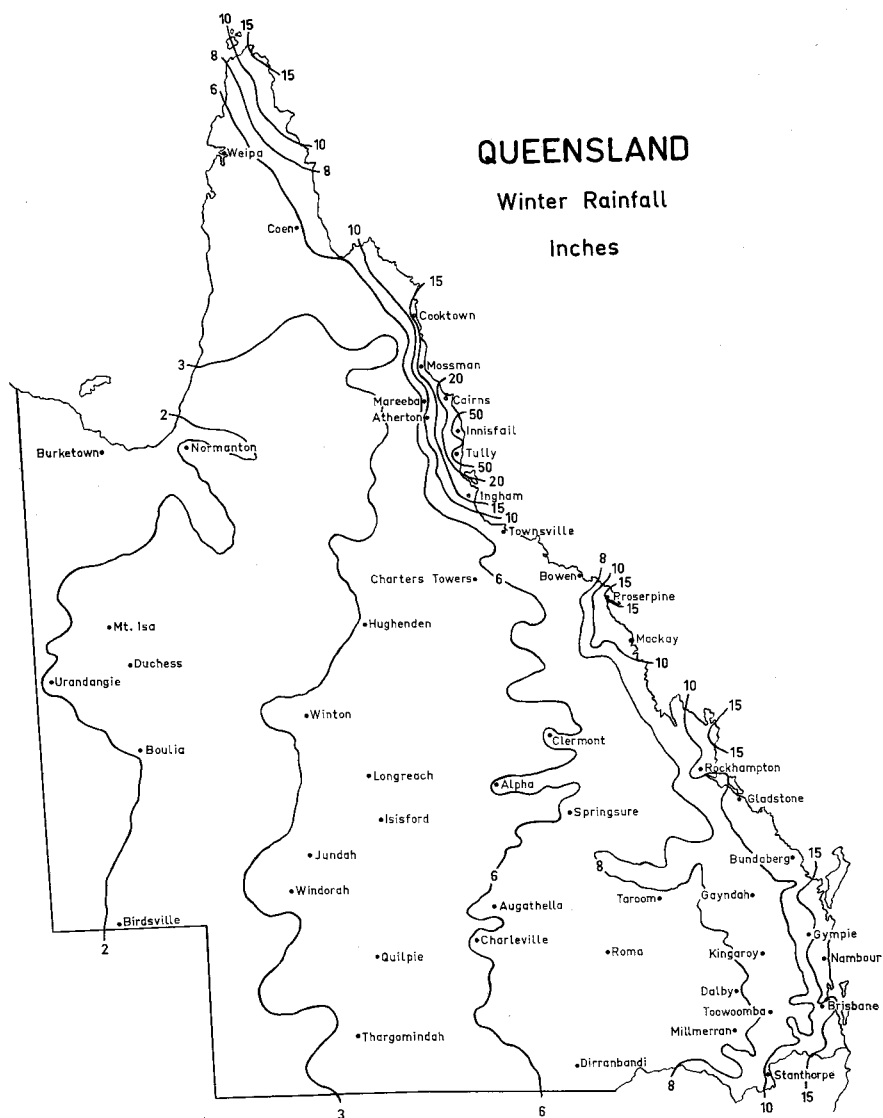 10
15
8
15
6
10
8
QUEENSLAND
Winter Rainfall
Inches
Weipa
Coen
10
15
Cooktown
3
Mossman
20
Mareeba
Cairns
2
Atherton
50
Innisfail
Burketown
Normanton
Tully
50
20
Ingham
15
10
Townsville
8
10
Charters Towers
6
Bowen
15
Proserpine
15
Mt. Isa
Hughenden
Mackay
Duchess
10
Urandangie
10
15
Winton
Clermont
15
Boulia
Rockhampton
Longreach
Alpha
Gladstone
Isisford
Springsure
Jundah
Bundaberg
15
8
Windorah
6
Taroom
Gayndah
Augathella
Birdsville
Gympie
2
Charleville
Quilpie
Roma
Kingaroy
Nambour
Dalby
Toowoomba
Brisbane
Thargomindah
Millmerran
Dirranbandi
Stanthorpe
8
10
15
3
6